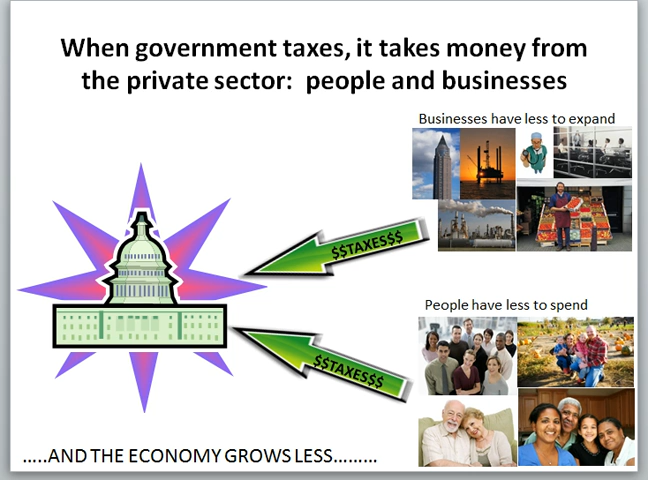 When government taxes, it takes money from
the private sector:  people and businesses
Businesses have less to expand
$$TAXES$$
People have less to spend
$$TAXES$$
.....AND THE ECONOMY GROWS LESS.........